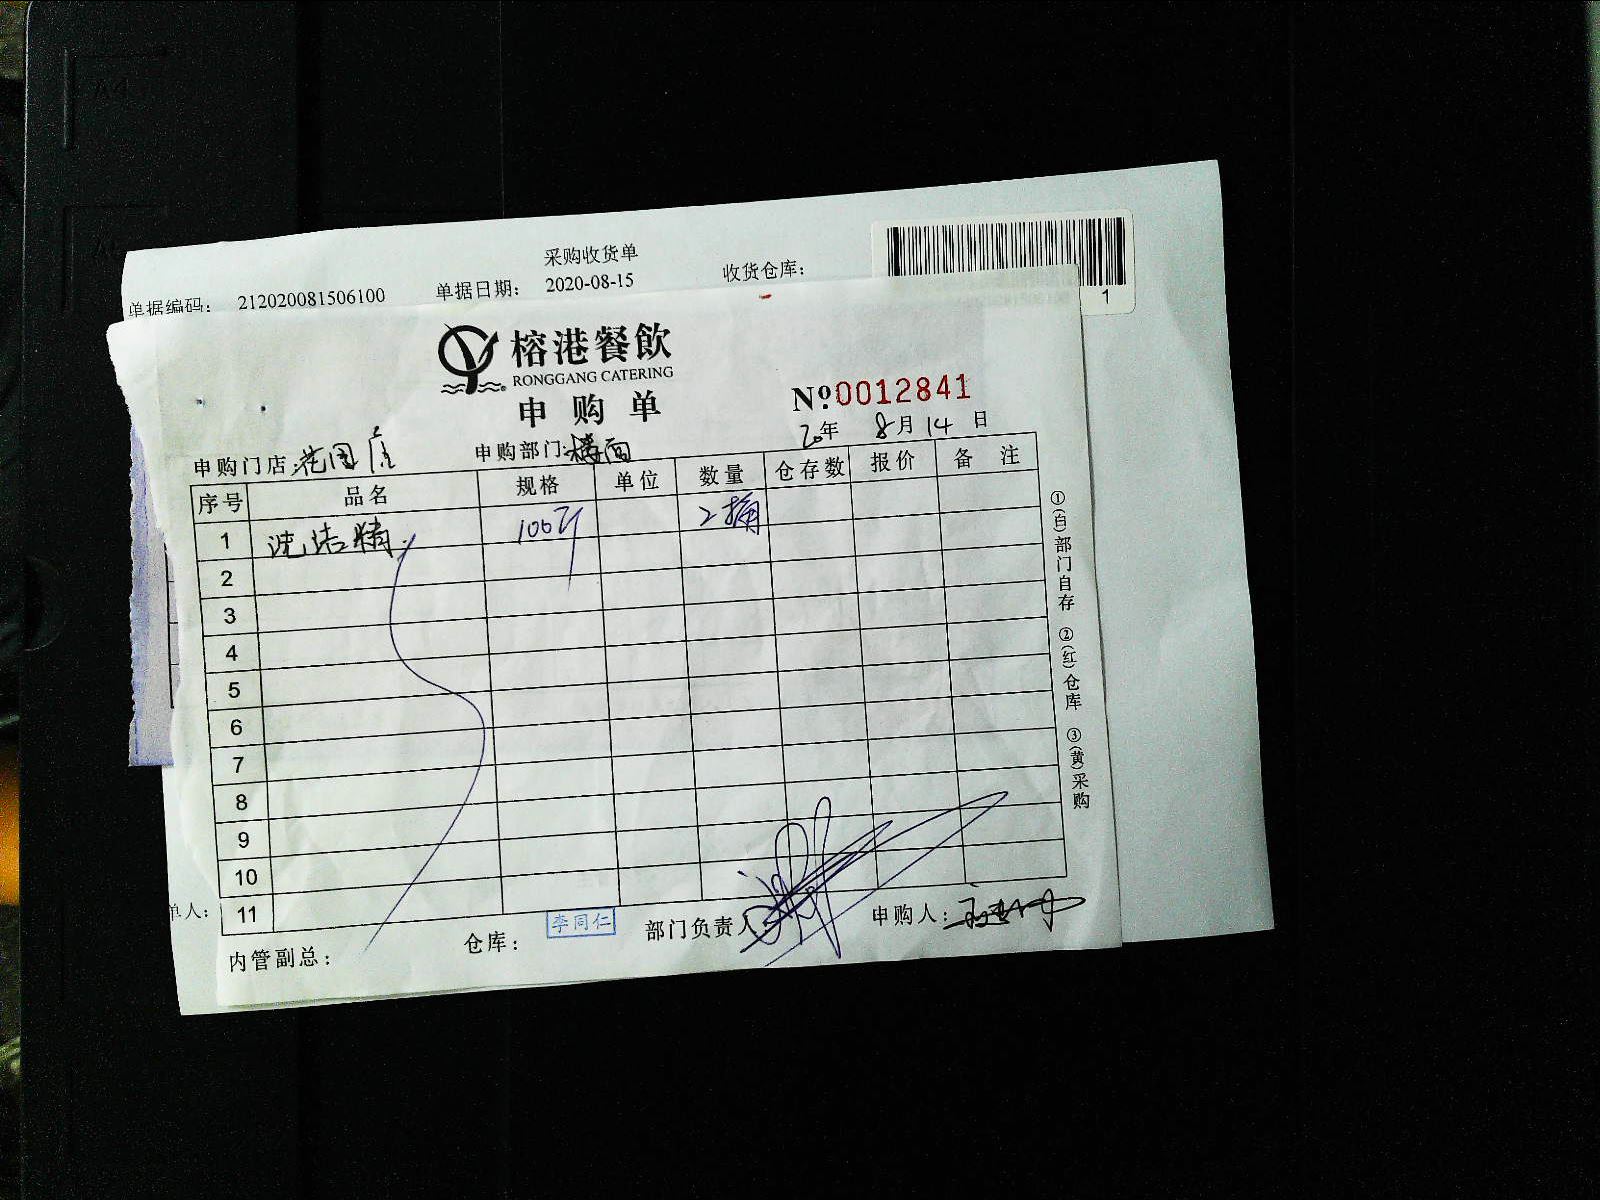 采购收货单
单据编码: 212020081506100 单据日期: 2020-08-15 收货仓库:
1
榕港餐飲
RONGGANG CATERING
申购单
Nº0012841
20年 8月14日
申购门店:花园店 申购部门:楼面
序号 品名 规格 单位 数量 仓存数 报价 备注
1 洗洁精 100斤 2桶
2
3
4
5
6
7
8
9
10
11
①(白)部门自存 ②(红)仓库 ③(黄)采购
单人:
内管副总: 仓库: 李同仁 部门负责人 申购人:
A4